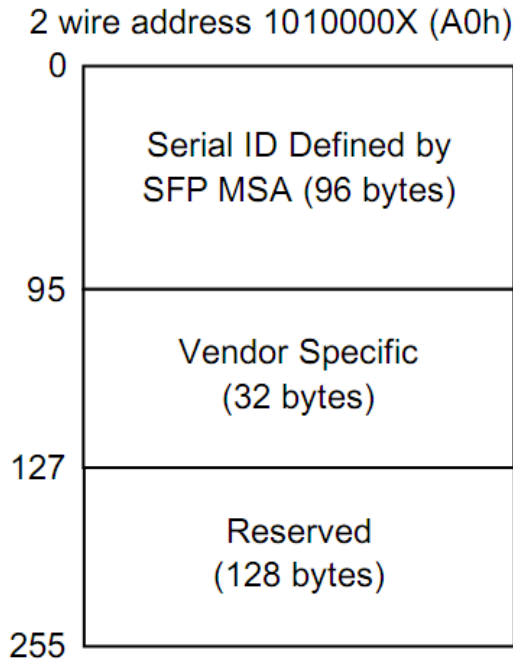 2 wire address 1010000X (A0h)
0
Serial ID Defined by
SFP MSA (96 bytes)
95
Vendor Specific
(32 bytes)
127
Reserved
(128 bytes)
255